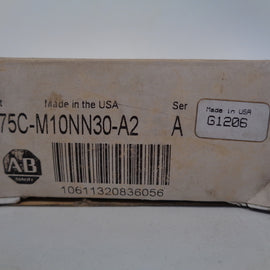 Made in the USA
Ser
75C-M10NN30-A2
A
Made in USA
G1206
AB
10611320836056